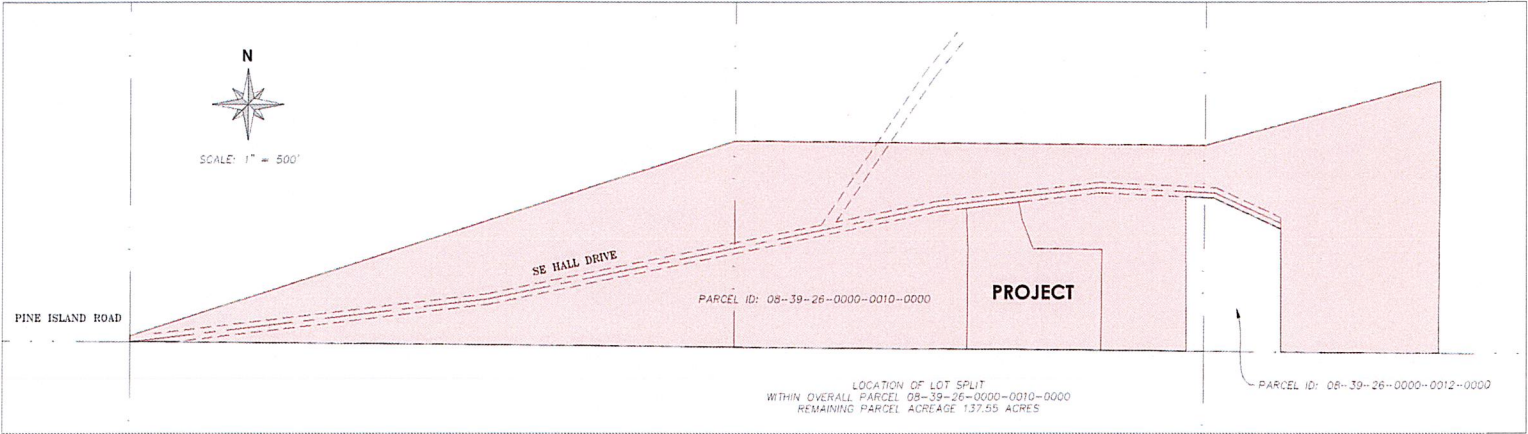 N
SCALE: 1" = 500'
SE HALL DRIVE
PARCEL ID: 08-39-26-0000-0010-0000
PROJECT
PINE ISLAND ROAD
LOCATION OF LOT SPLIT
WITHIN OVERALL PARCEL 08-39-26-0000-0010-0000
REMAINING PARCEL ACREAGE 137.55 ACRES
PARCEL ID: 08-39-26-0000-0012-0000